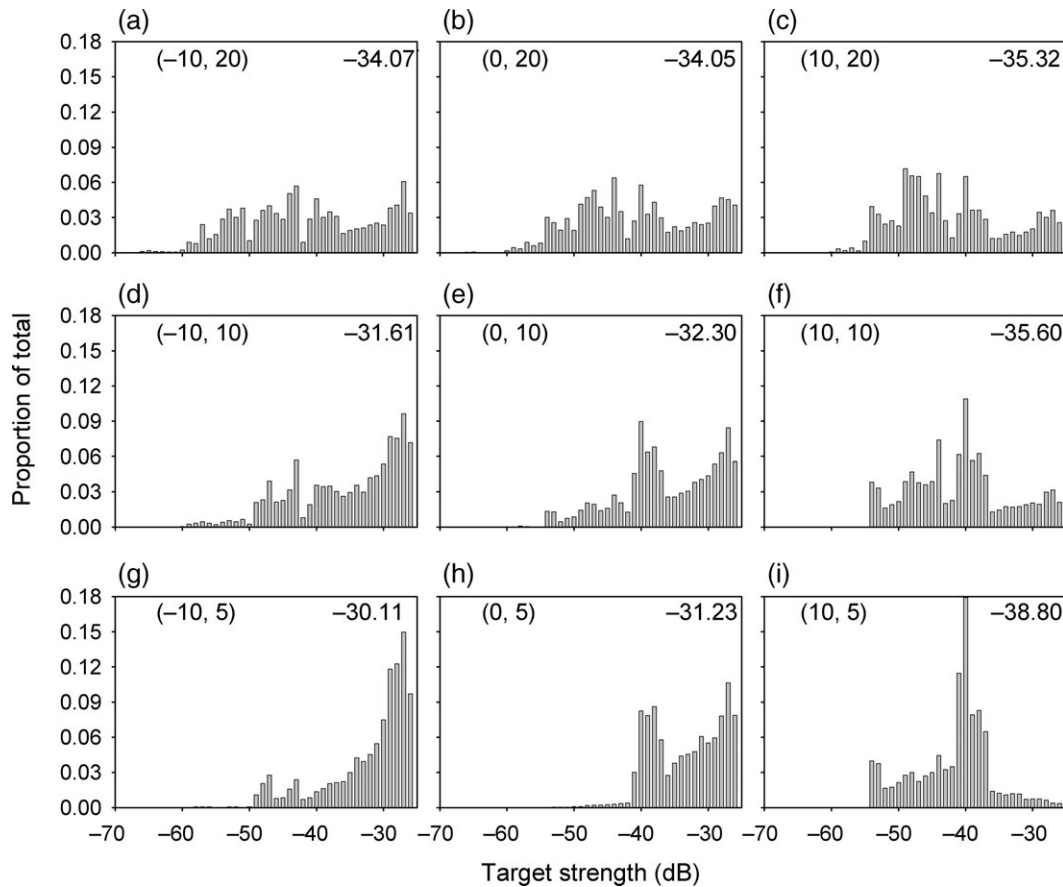 (a) (b) (c)
0.18 (–10, 20) –34.07 (0, 20) –34.05 (10, 20) –35.32
0.15
0.12
0.09
0.06
0.03
0.00
(d) (e) (f)
0.18 (–10, 10) –31.61 (0, 10) –32.30 (10, 10) –35.60
0.15
0.12
0.09
0.06
0.03
0.00
Proportion of total
(g) (h) (i)
0.18 (–10, 5) –30.11 (0, 5) –31.23 (10, 5) –38.80
0.15
0.12
0.09
0.06
0.03
0.00
–70 –60 –50 –40 –30 –70 –60 –50 –40 –30 –70 –60 –50 –40 –30
Target strength (dB)